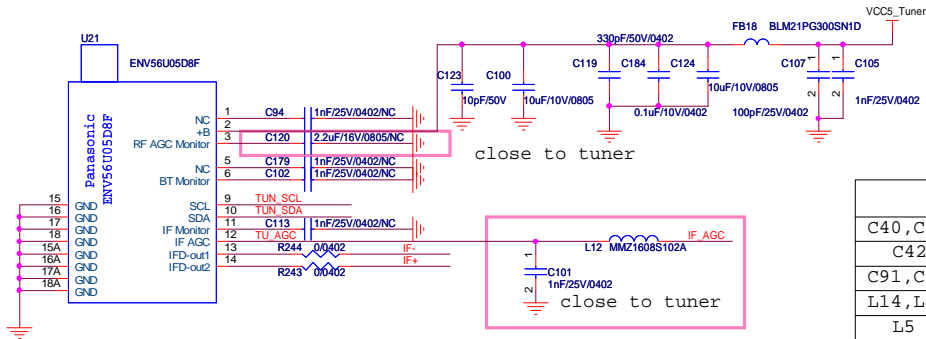 VCC5_Tuner
FB18 BLM21PG300SN1D
U21
ENV56U05D8F
330pF/50V/0402
C123
10pF/50V
C100
10uF/10V/0805
C119
C184
C124
10uF/10V/0805
0.1uF/10V/0402
C107
1
2
100pF/25V/0402
C105
1
2
1nF/25V/0402
Panasonic
ENV56U05D8F
NC 1 C94 1nF/25V/0402/NC
+B 2
RF AGC Monitor 3 C120 2.2uF/16V/0805/NC
close to tuner
NC 5 C179 1nF/25V/0402/NC
BT Monitor 6 C102 1nF/25V/0402/NC
SCL 9 TUN_SCL
SDA 10 TUN_SDA
IF Monitor 11 C113 1nF/25V/0402/NC
IF AGC 12 TU_AGC
IFD-out1 13 R244 0/0402 IF-
IFD-out2 14 R243 0/0402 IF+
15 GND
16 GND
17 GND
18 GND
15A GND
16A GND
17A GND
18A GND
L12 MMZ1608S102A
IF_AGC
1
C101
1nF/25V/0402
2
close to tuner
C40,C
C42
C91,C
L14,L
L5